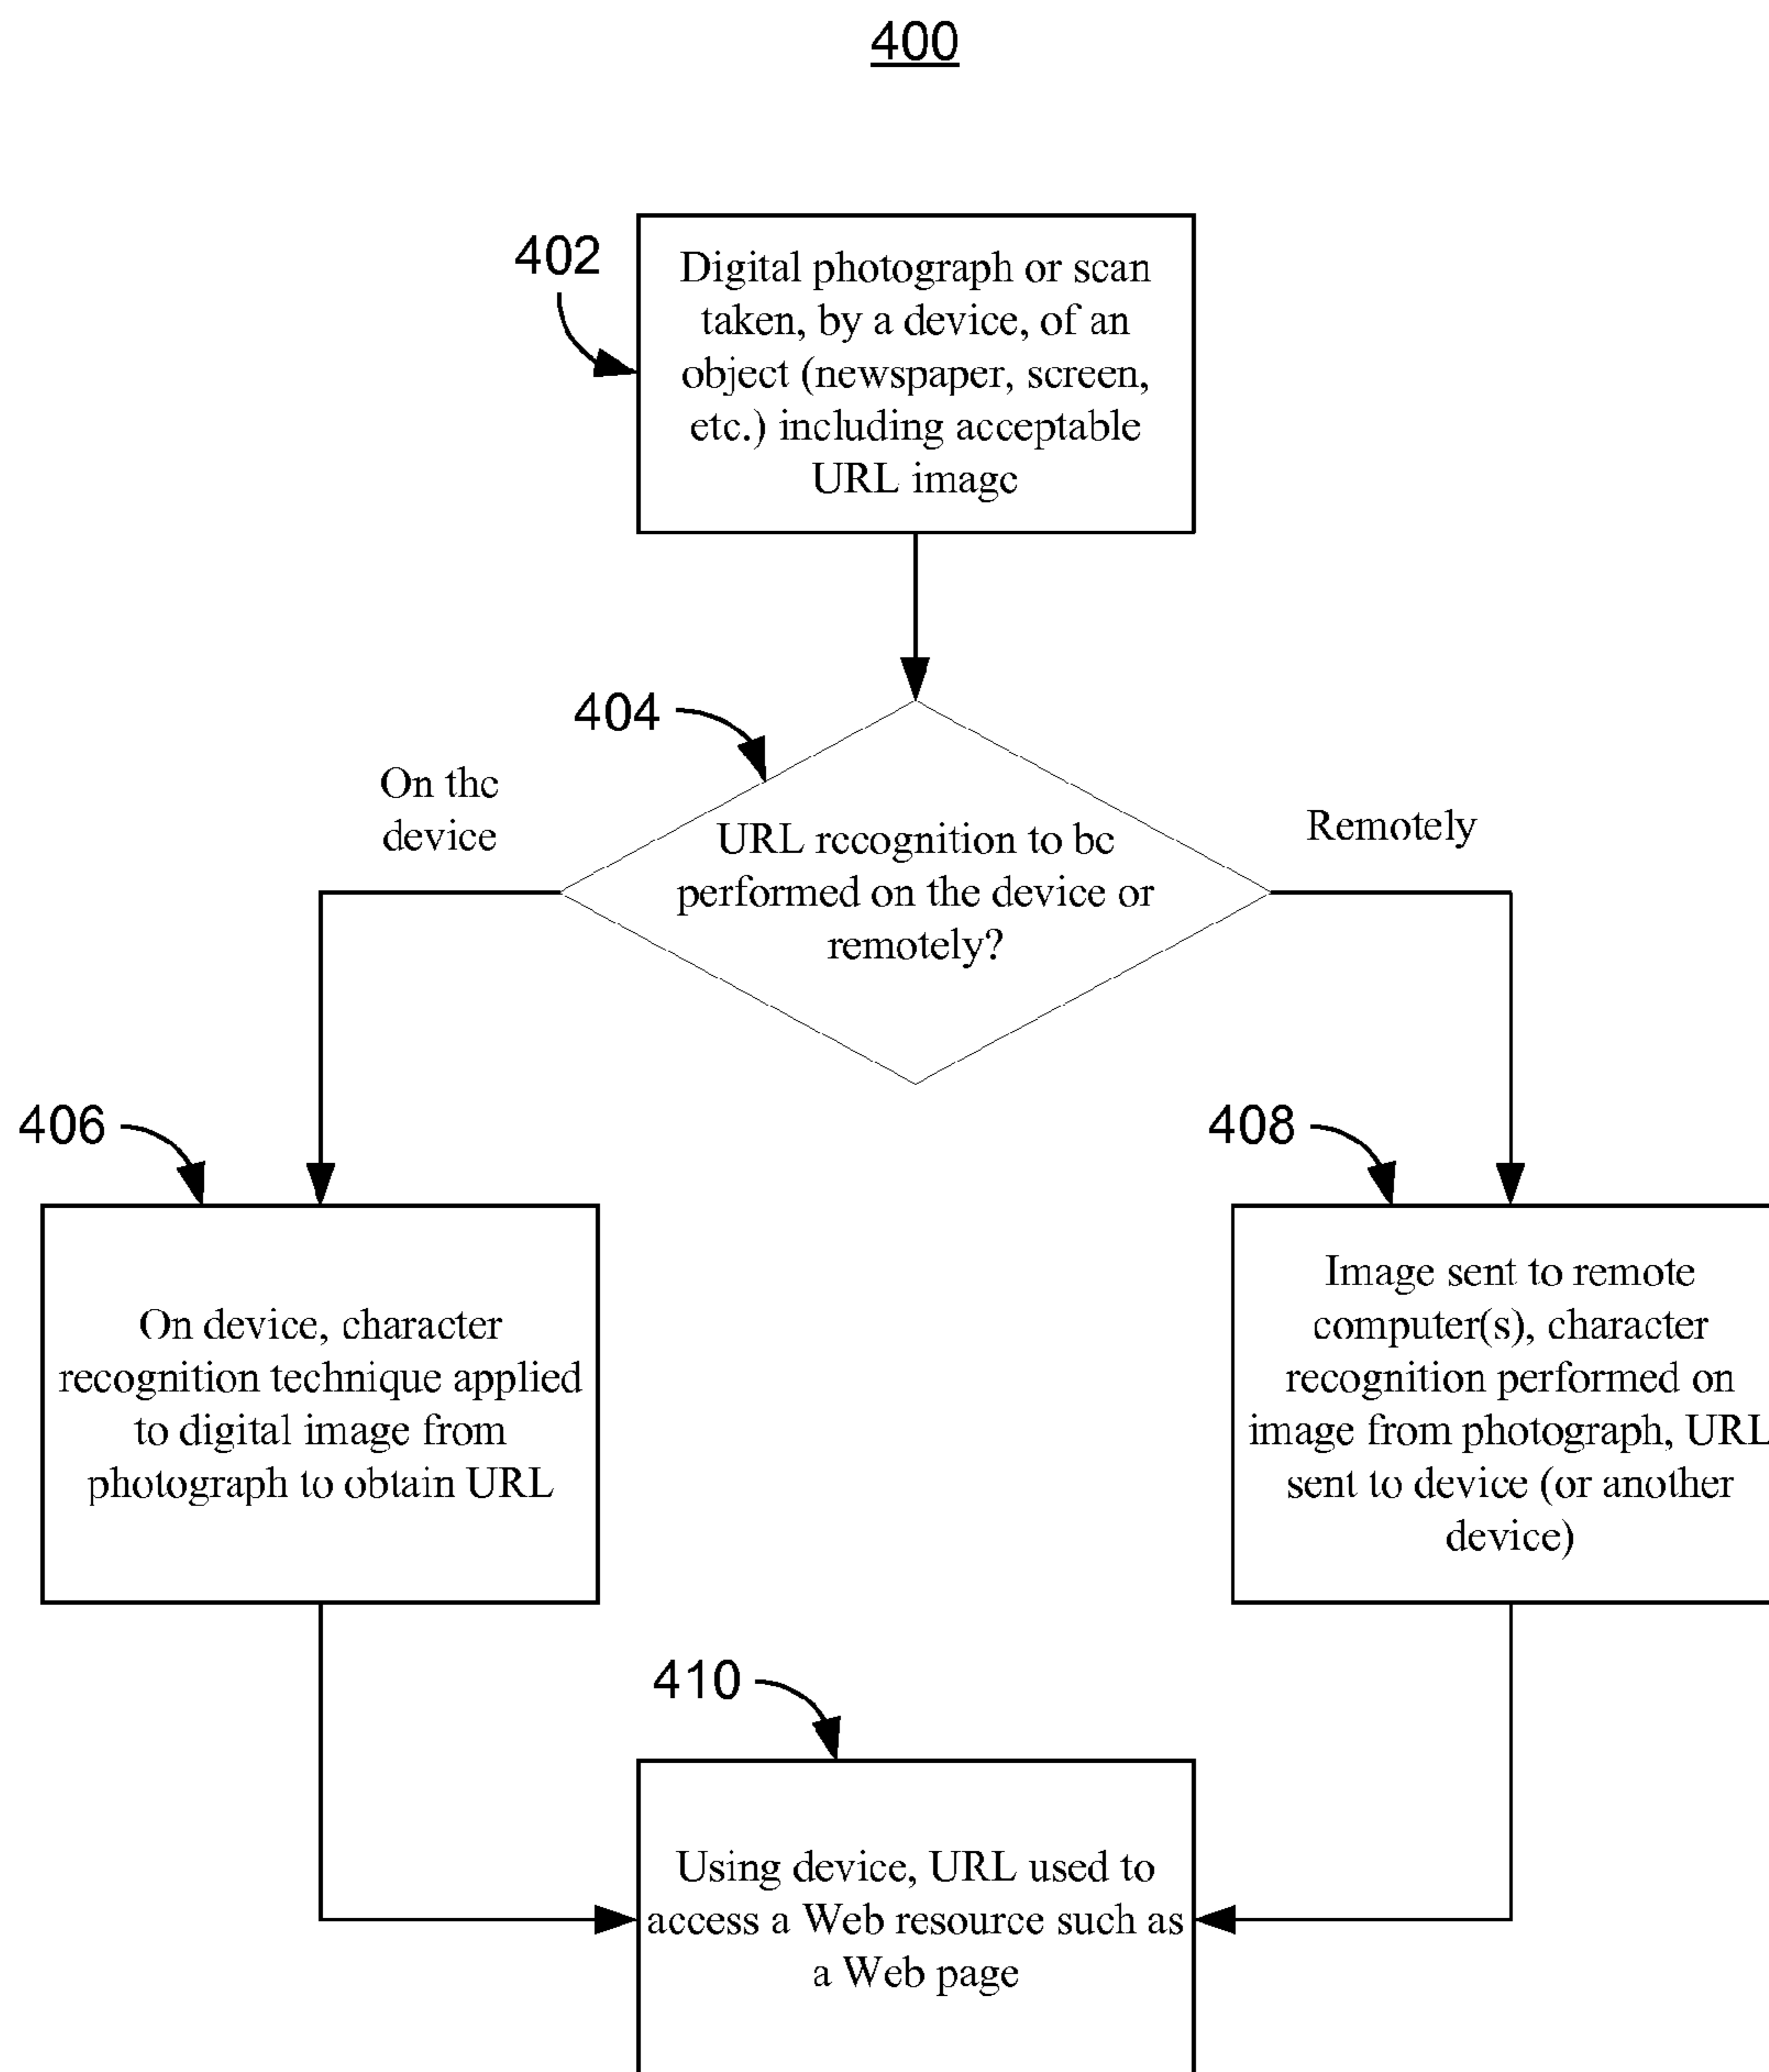 400
402
Digital photograph or scan
taken, by a device, of an
object (newspaper, screen,
etc.) including acceptable
URL image
404
On the
device
URL recognition to be
performed on the device or
remotely?
Remotely
406
On device, character
recognition technique applied
to digital image from
photograph to obtain URL
408
Image sent to remote
computer(s), character
recognition performed on
image from photograph, URL
sent to device (or another
device)
410
Using device, URL used to
access a Web resource such as
a Web page